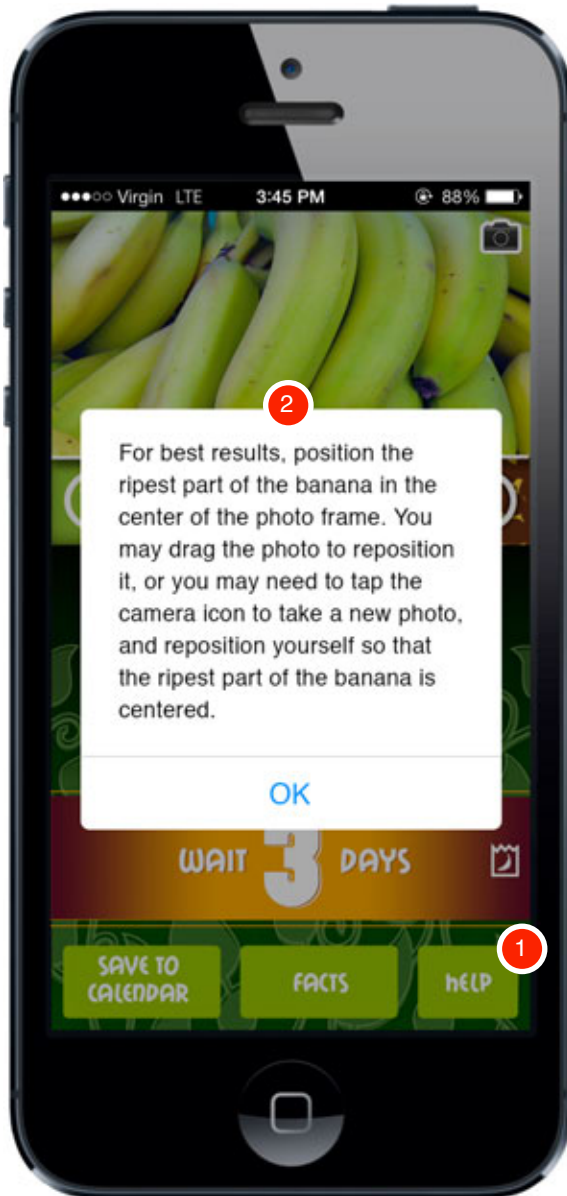 Virgin LTE 3:45 PM 88%
2
For best results, position the
ripest part of the banana in the
center of the photo frame. You
may drag the photo to reposition
it, or you may need to tap the
camera icon to take a new photo,
and reposition yourself so that
the ripest part of the banana is
centered.
OK
WAIT 3 DAYS
1
SAVE TO
CALENDAR
FACTS
HELP